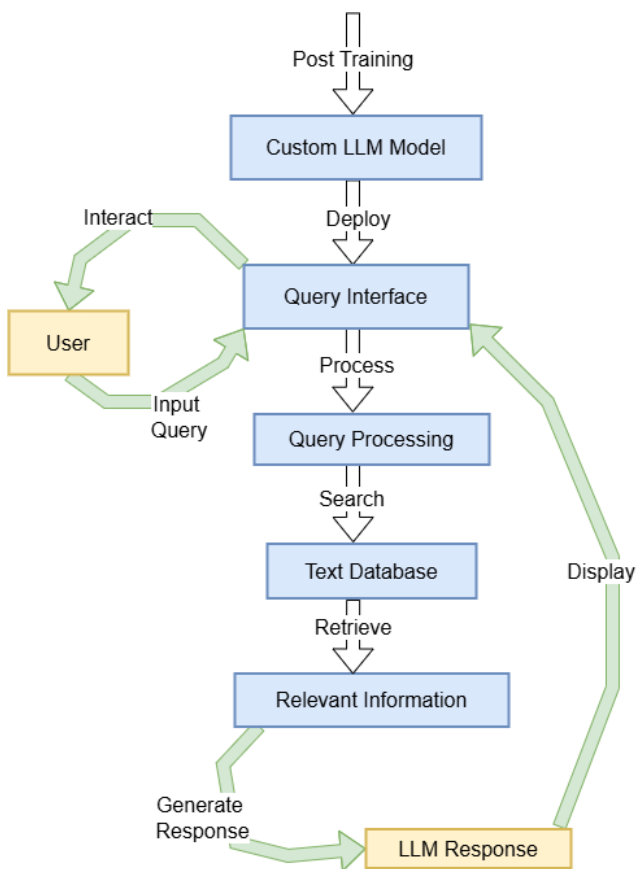 Post Training
Custom LLM Model
Deploy
Interact
Query Interface
User
Process
Input
Query
Query Processing
Search
Text Database
Display
Retrieve
Relevant Information
Generate
Response
LLM Response